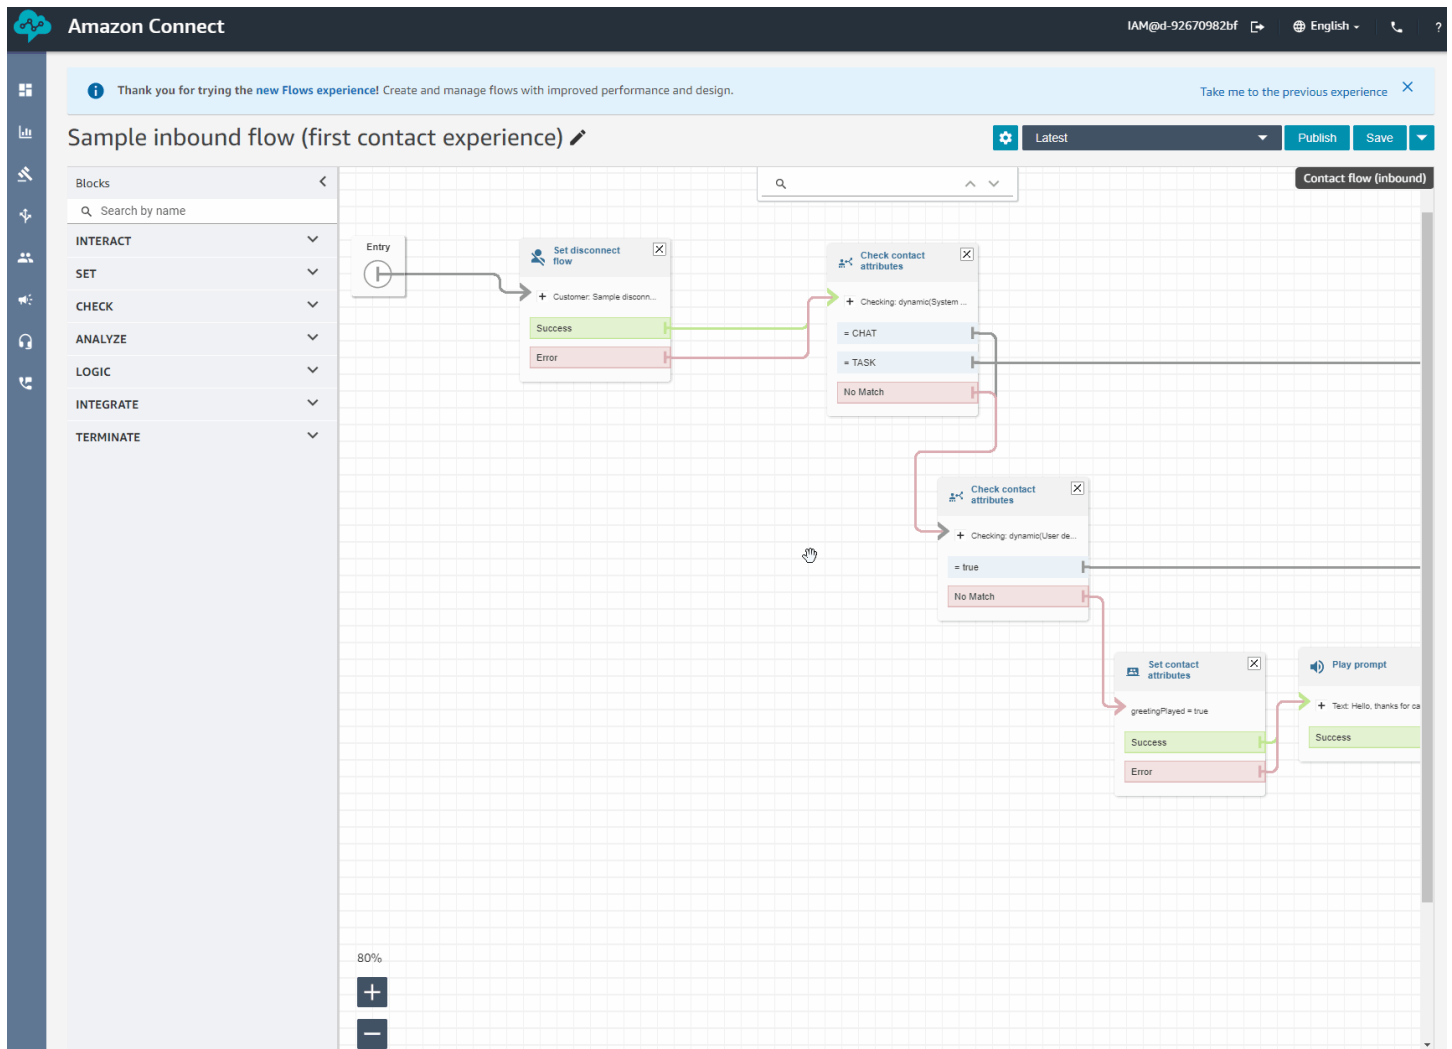 Amazon Connect
IAM@d-92670982bf
English
?
Thank you for trying the new Flows experience! Create and manage flows with improved performance and design.
Take me to the previous experience
Sample inbound flow (first contact experience)
Latest
Publish
Save
Blocks
Contact flow (inbound)
Search by name
INTERACT
SET
CHECK
ANALYZE
LOGIC
INTEGRATE
TERMINATE
Entry
Set disconnect
flow
Customer: Sample disconn...
Success
Error
Check contact
attributes
Checking: dynamic(System ...
= CHAT
= TASK
No Match
Check contact
attributes
Checking: dynamic(User de...
= true
No Match
Set contact
attributes
greetingPlayed = true
Success
Error
Play prompt
Text: Hello, thanks for ca
Success
80%